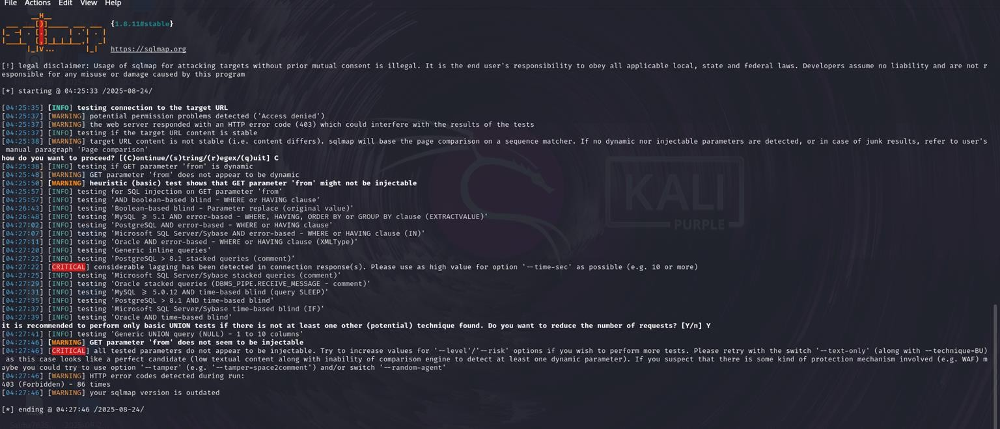 File Actions Edit View Help
{1.8.11#stable}
https://sqlmap.org
[!] legal disclaimer: Usage of sqlmap for attacking targets without prior mutual consent is illegal. It is the end user's responsibility to obey all applicable local, state and federal laws. Developers assume no liability and are not r
esponsible for any misuse or damage caused by this program
[*] starting @ 04:25:33 /2025-08-24/
[04:25:35] [INFO] testing connection to the target URL
[04:25:37] [WARNING] potential permission problems detected ('Access denied')
[04:25:37] [WARNING] the web server responded with an HTTP error code (403) which could interfere with the results of the tests
[04:25:37] [INFO] testing if the target URL content is stable
[04:25:38] [WARNING] target URL content is not stable (i.e. content differs). sqlmap will base the page comparison on a sequence matcher. If no dynamic nor injectable parameters are detected, or in case of junk results, refer to user's
manual paragraph 'Page comparison'
how do you want to proceed? [(C)ontinue/(s)tring/(r)egex/(q)uit] C
[04:25:38] [INFO] testing if GET parameter 'from' is dynamic
[04:25:48] [WARNING] GET parameter 'from' does not appear to be dynamic
[04:25:50] [WARNING] heuristic (basic) test shows that GET parameter 'from' might not be injectable
[04:25:57] [INFO] testing for SQL injection on GET parameter 'from'
[04:25:57] [INFO] testing 'AND boolean-based blind - WHERE or HAVING clause'
[04:26:43] [INFO] testing 'Boolean-based blind - Parameter replace (original value)'
[04:26:48] [INFO] testing 'MySQL ≥ 5.1 AND error-based - WHERE, HAVING, ORDER BY or GROUP BY clause (EXTRACTVALUE)'
[04:27:02] [INFO] testing 'PostgreSQL AND error-based - WHERE or HAVING clause'
[04:27:07] [INFO] testing 'Microsoft SQL Server/Sybase AND error-based - WHERE or HAVING clause (IN)'
[04:27:11] [INFO] testing 'Oracle AND error-based - WHERE or HAVING clause (XMLType)'
[04:27:20] [INFO] testing 'Generic inline queries'
[04:27:22] [INFO] testing 'PostgreSQL > 8.1 stacked queries (comment)'
[04:27:22] [CRITICAL] considerable lagging has been detected in connection response(s). Please use as high value for option '--time-sec' as possible (e.g. 10 or more)
[04:27:25] [INFO] testing 'Microsoft SQL Server/Sybase stacked queries (comment)'
[04:27:29] [INFO] testing 'Oracle stacked queries (DBMS_PIPE.RECEIVE_MESSAGE - comment)'
[04:27:31] [INFO] testing 'MySQL ≥ 5.0.12 AND time-based blind (query SLEEP)'
[04:27:35] [INFO] testing 'PostgreSQL > 8.1 AND time-based blind'
[04:27:37] [INFO] testing 'Microsoft SQL Server/Sybase time-based blind (IF)'
[04:27:39] [INFO] testing 'Oracle AND time-based blind'
it is recommended to perform only basic UNION tests if there is not at least one other (potential) technique found. Do you want to reduce the number of requests? [Y/n] Y
[04:27:41] [INFO] testing 'Generic UNION query (NULL) - 1 to 10 columns'
[04:27:46] [WARNING] GET parameter 'from' does not seem to be injectable
[04:27:46] [CRITICAL] all tested parameters do not appear to be injectable. Try to increase values for '--level'/'--risk' options if you wish to perform more tests. Please retry with the switch '--text-only' (along with --technique=BU)
as this case looks like a perfect candidate (low textual content along with inability of comparison engine to detect at least one dynamic parameter). If you suspect that there is some kind of protection mechanism involved (e.g. WAF) m
aybe you could try to use option '--tamper' (e.g. '--tamper=space2comment') and/or switch '--random-agent'
[04:27:46] [WARNING] HTTP error codes detected during run:
403 (Forbidden) - 86 times
[04:27:46] [WARNING] your sqlmap version is outdated
[*] ending @ 04:27:46 /2025-08-24/
KALI
PURPLE